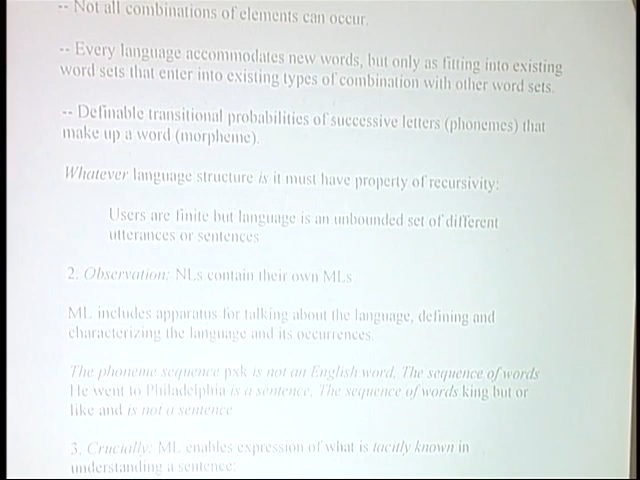 -- Not all combinations of elements can occur.
-- Every language accommodates new words, but only as fitting into existing
word sets that enter into existing types of combination with other word sets.
-- Definable transitional probabilities of successive letters (phonemes) that
make up a word (morpheme).
Whatever language structure is it must have property of recursivity:
Users are finite but language is an unbounded set of different
utterances or sentences
2. Observation: NLs contain their own MLs
ML includes apparatus for talking about the language, defining and
characterizing the language and its occurrences.
The phoneme sequence pxk is not an English word, The sequence of words
He went to Philadelphia is a sentence, The sequence of words king but or
like and is not a sentence
3. Crucially: ML enables expression of what is tacitly known in
understanding a sentence: